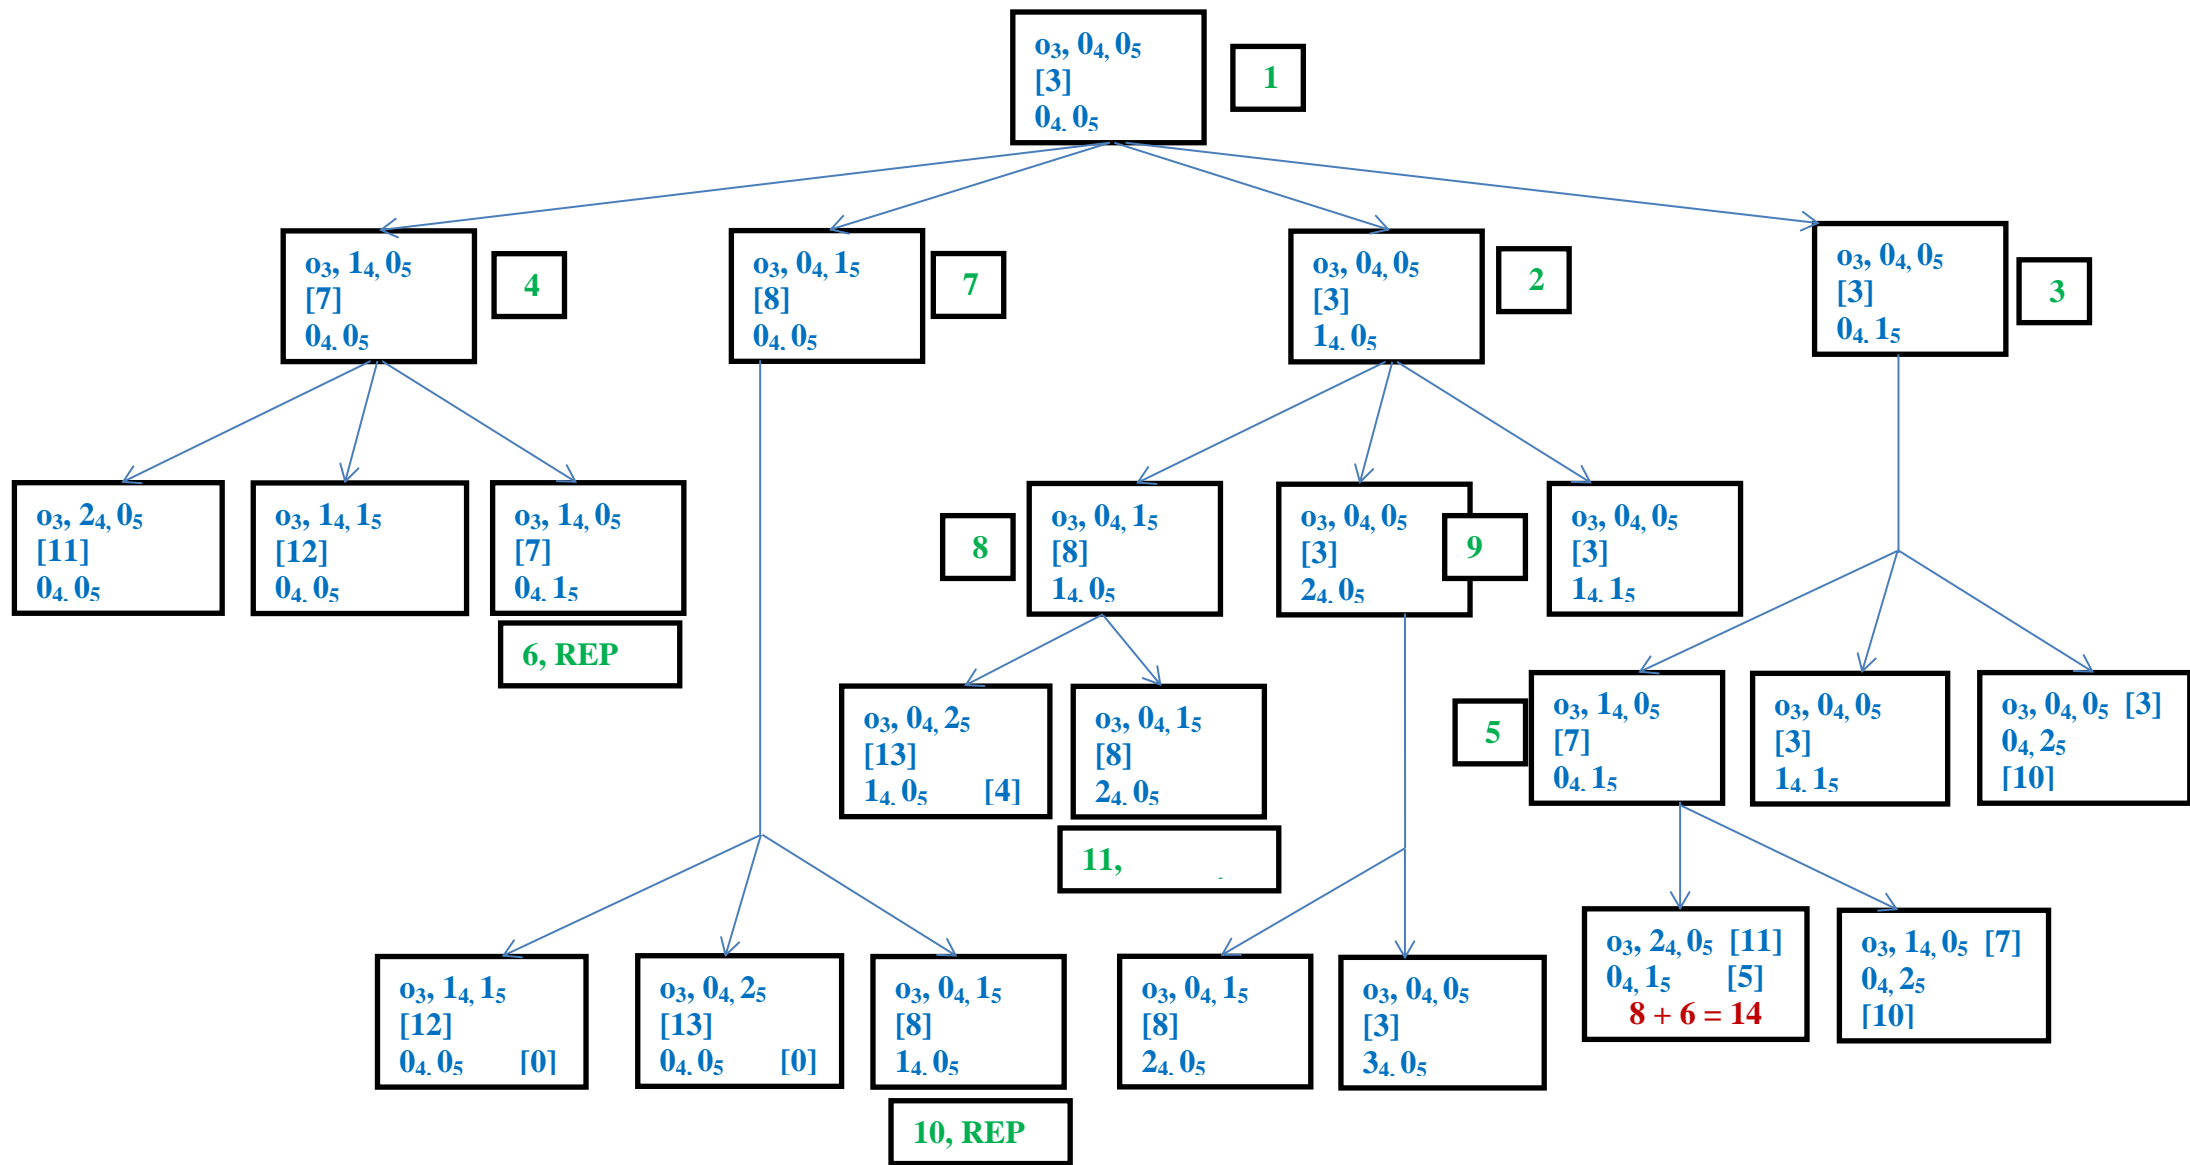 o₃, 0₄, 0₅
[3]
0₄, 0₅
1
o₃, 1₄, 0₅
[7]
0₄, 0₅
4
o₃, 0₄, 1₅
[8]
0₄, 0₅
7
o₃, 0₄, 0₅
[3]
1₄, 0₅
2
o₃, 0₄, 0₅
[3]
0₄, 1₅
3
o₃, 2₄, 0₅
[11]
0₄, 0₅
o₃, 1₄, 1₅
[12]
0₄, 0₅
o₃, 1₄, 0₅
[7]
0₄, 1₅
6, REP
8
o₃, 0₄, 1₅
[8]
1₄, 0₅
o₃, 0₄, 0₅
[3]
2₄, 0₅
9
o₃, 0₄, 0₅
[3]
1₄, 1₅
o₃, 0₄, 2₅
[13]
1₄, 0₅ [4]
o₃, 0₄, 1₅
[8]
2₄, 0₅
11,
5
o₃, 1₄, 0₅
[7]
0₄, 1₅
o₃, 0₄, 0₅
[3]
1₄, 1₅
o₃, 0₄, 0₅ [3]
0₄, 2₅
[10]
o₃, 1₄, 1₅
[12]
0₄, 0₅ [0]
o₃, 0₄, 2₅
[13]
0₄, 0₅ [0]
o₃, 0₄, 1₅
[8]
1₄, 0₅
10, REP
o₃, 0₄, 1₅
[8]
2₄, 0₅
o₃, 0₄, 0₅
[3]
3₄, 0₅
o₃, 2₄, 0₅ [11]
0₄, 1₅ [5]
8 + 6 = 14
o₃, 1₄, 0₅ [7]
0₄, 2₅
[10]